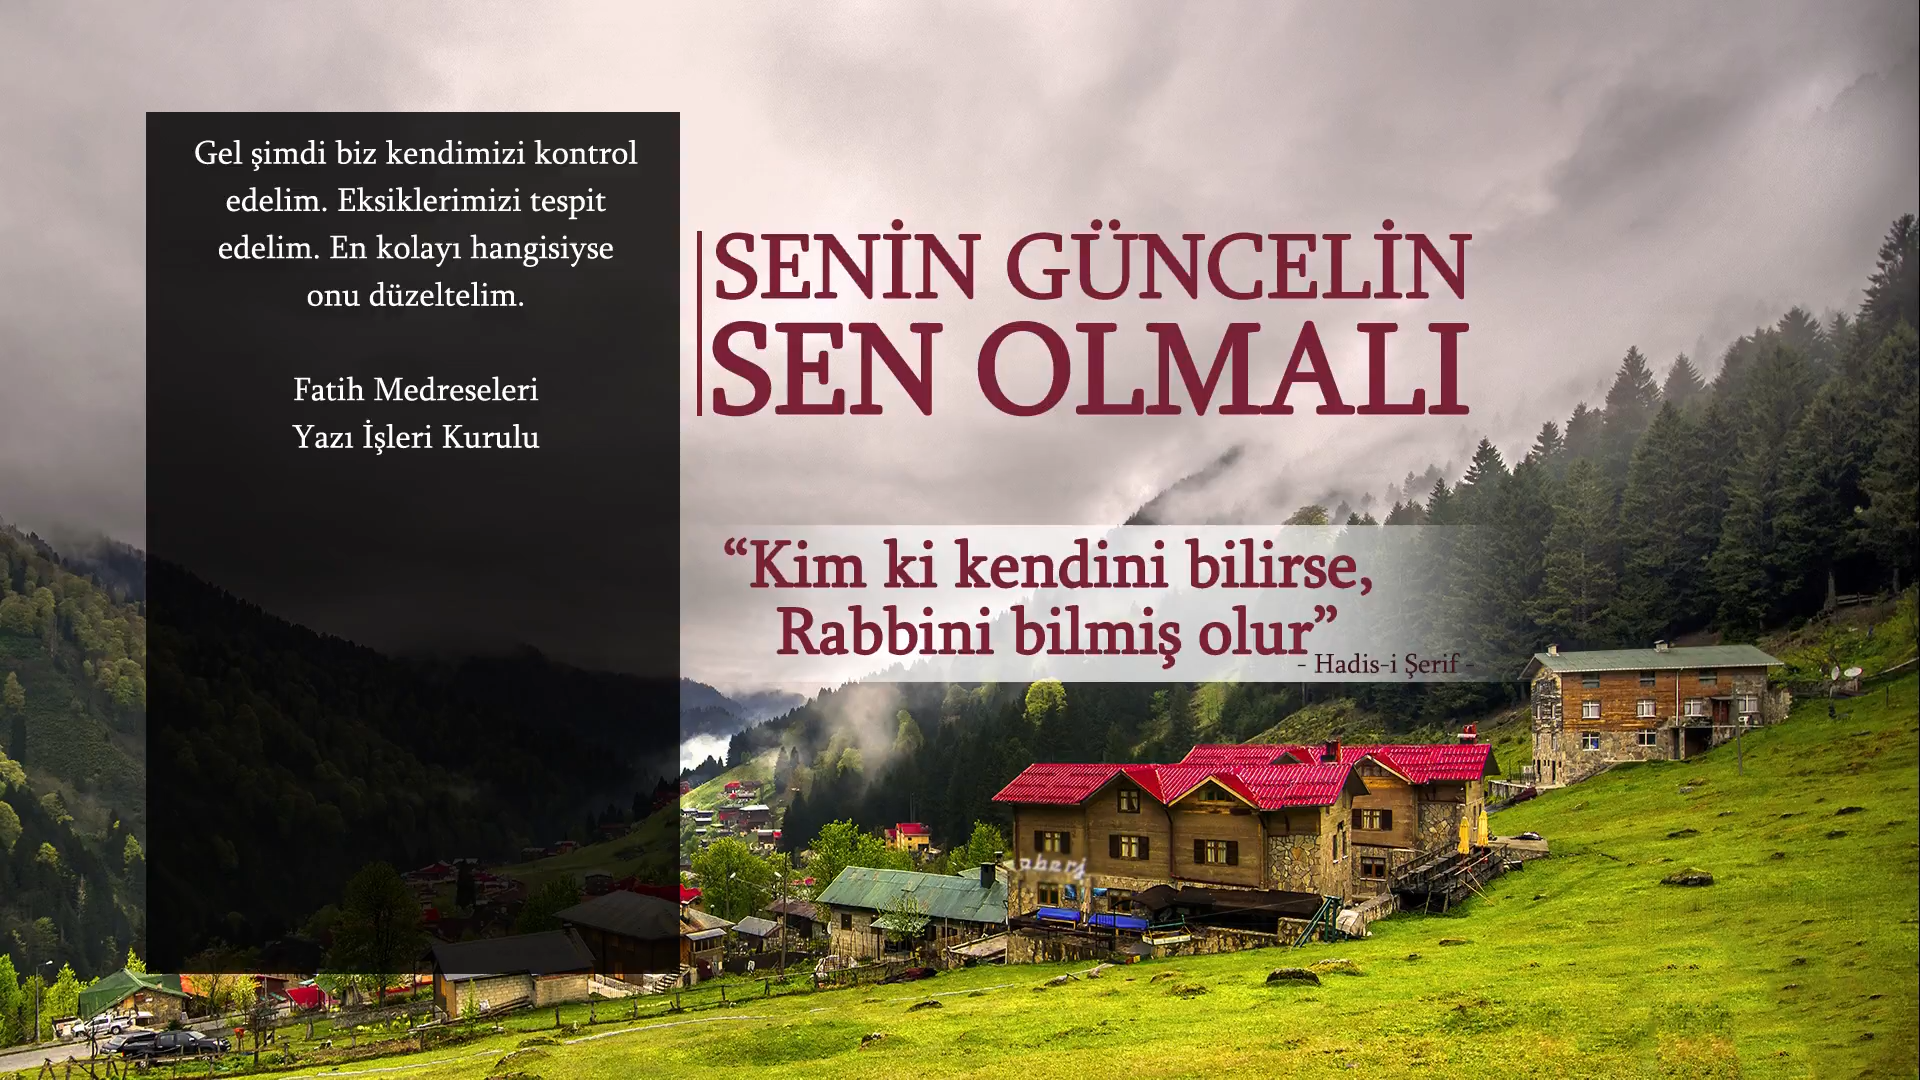 Gel şimdi biz kendimizi kontrol
edelim. Eksiklerimizi tespit
edelim. En kolayı hangisiyse
onu düzeltelim.
Fatih Medreseleri
Yazı İşleri Kurulu
SENİN GÜNCELİN
SEN OLMALI
“Kim ki kendini bilirse,
Rabbini bilmiş olur”
- Hadis-i Şerif -